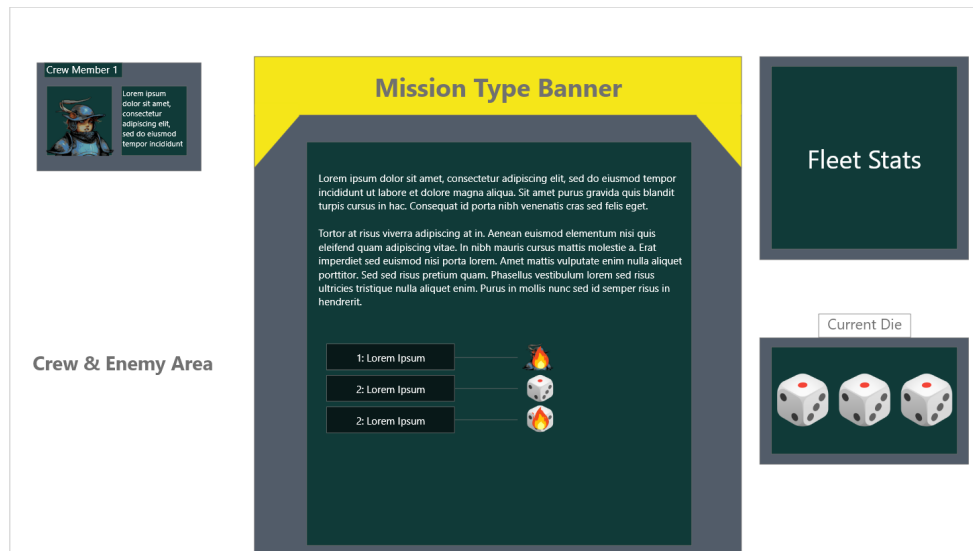 Crew Member 1
Lorem ipsum
dolor sit amet,
consectetur
adipiscing elit,
sed do eiusmod
tempor incididunt
Crew & Enemy Area
Mission Type Banner
Lorem ipsum dolor sit amet, consectetur adipiscing elit, sed do eiusmod tempor
incididunt ut labore et dolore magna aliqua. Sit amet purus gravida quis blandit
turpis cursus in hac. Consequat id porta nibh venenatis cras sed felis eget.
Tortor at risus viverra adipiscing at in. Aenean euismod elementum nisi quis
eleifend quam adipiscing vitae. In nibh mauris cursus mattis molestie a. Erat
imperdiet sed euismod nisi porta lorem. Amet mattis vulputate enim nulla aliquet
porttitor. Sed sed risus pretium quam. Phasellus vestibulum lorem sed risus
ultricies tristique nulla aliquet enim. Purus in mollis nunc sed id semper risus in
hendrerit.
1: Lorem Ipsum
2: Lorem Ipsum
2: Lorem Ipsum
Fleet Stats
Current Die